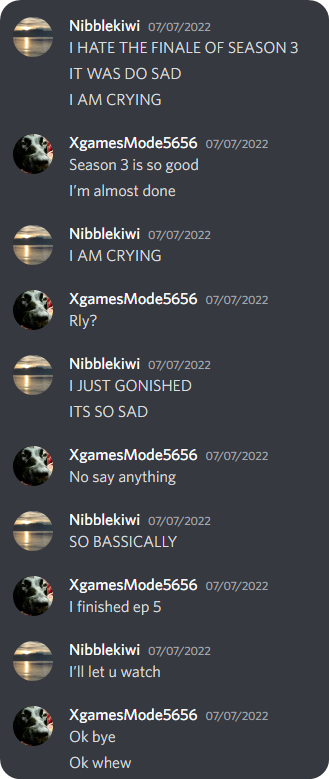 Nibblekiwi 07/07/2022
I HATE THE FINALE OF SEASON 3
IT WAS DO SAD
I AM CRYING
XgamesMode5656 07/07/2022
Season 3 is so good
I'm almost done
Nibblekiwi 07/07/2022
I AM CRYING
XgamesMode5656 07/07/2022
Rly?
Nibblekiwi 07/07/2022
I JUST GONISHED
ITS SO SAD
XgamesMode5656 07/07/2022
No say anything
Nibblekiwi 07/07/2022
SO BASSICALLY
XgamesMode5656 07/07/2022
I finished ep 5
Nibblekiwi 07/07/2022
I'll let u watch
XgamesMode5656 07/07/2022
Ok bye
Ok whew